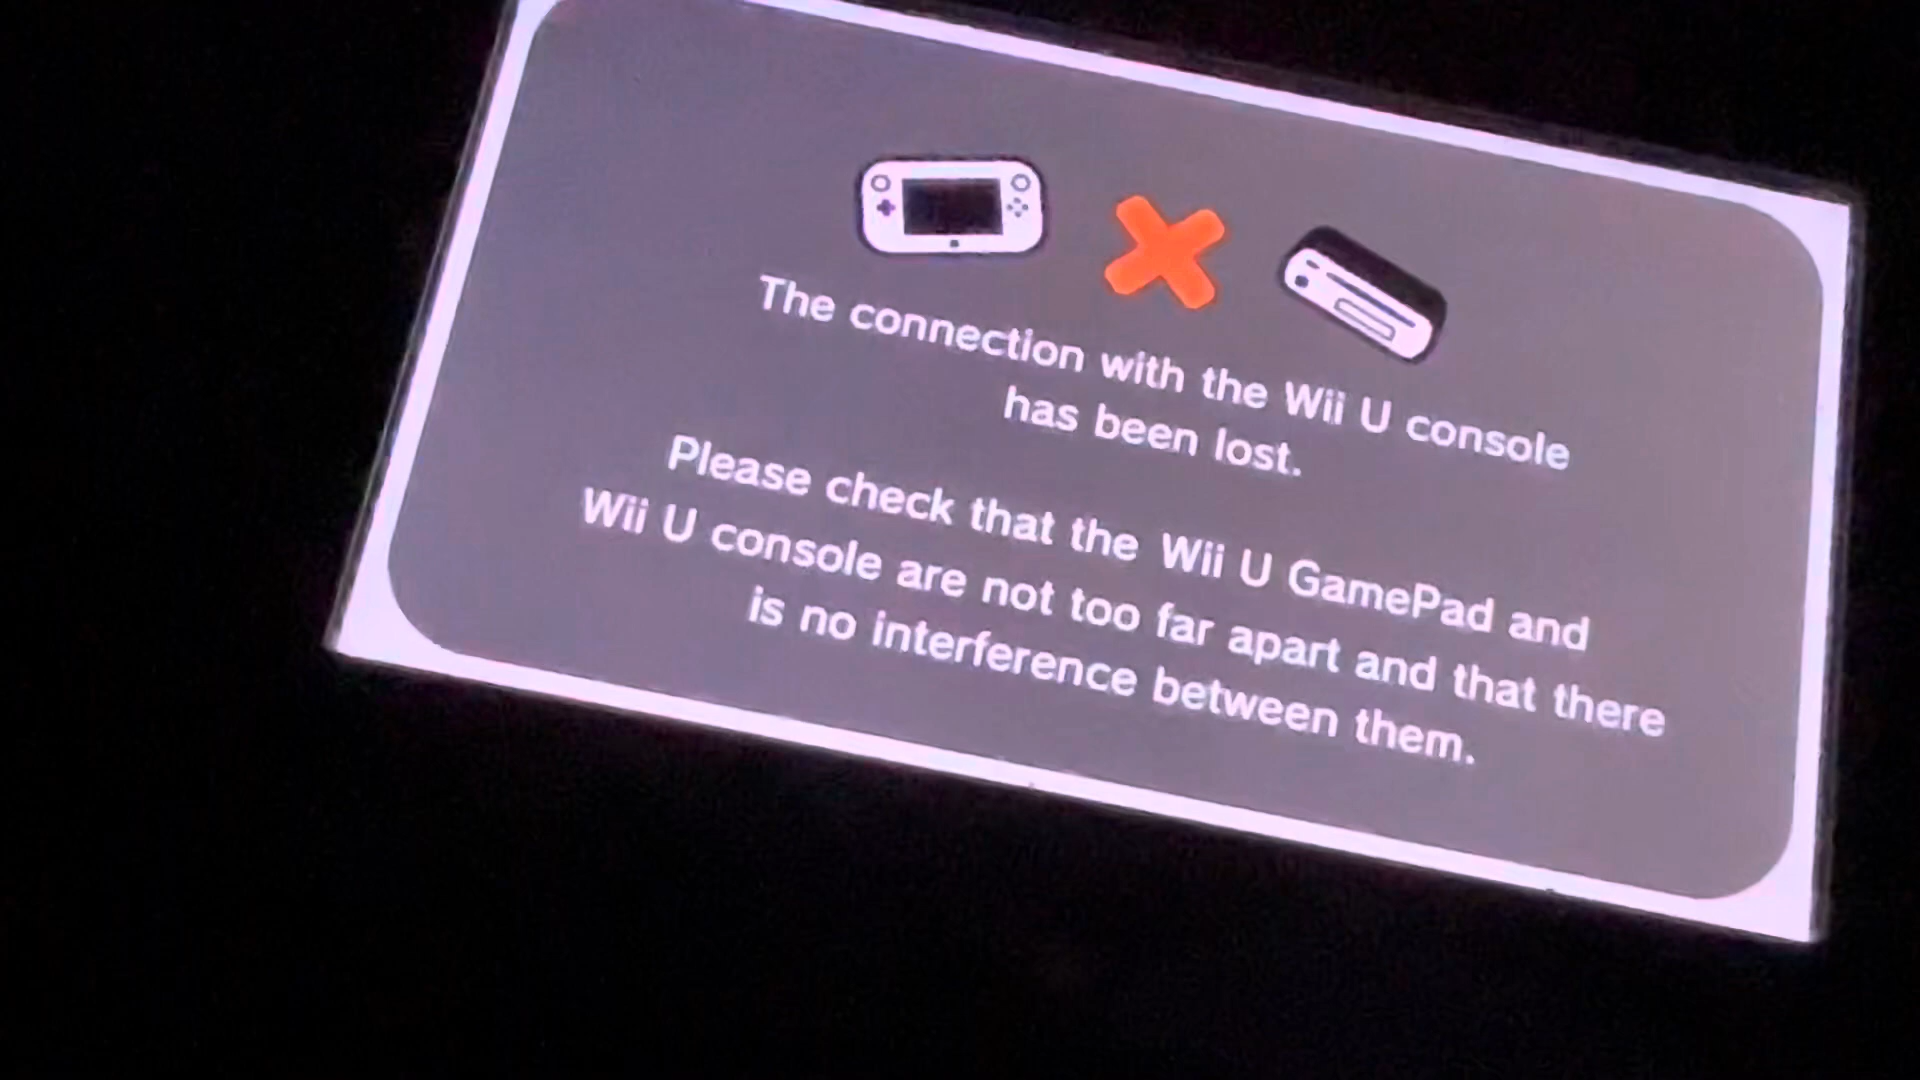 The connection with the Wii U console
has been lost.
Please check that the Wii U GamePad and
Wii U console are not too far apart and that there
is no interference between them.